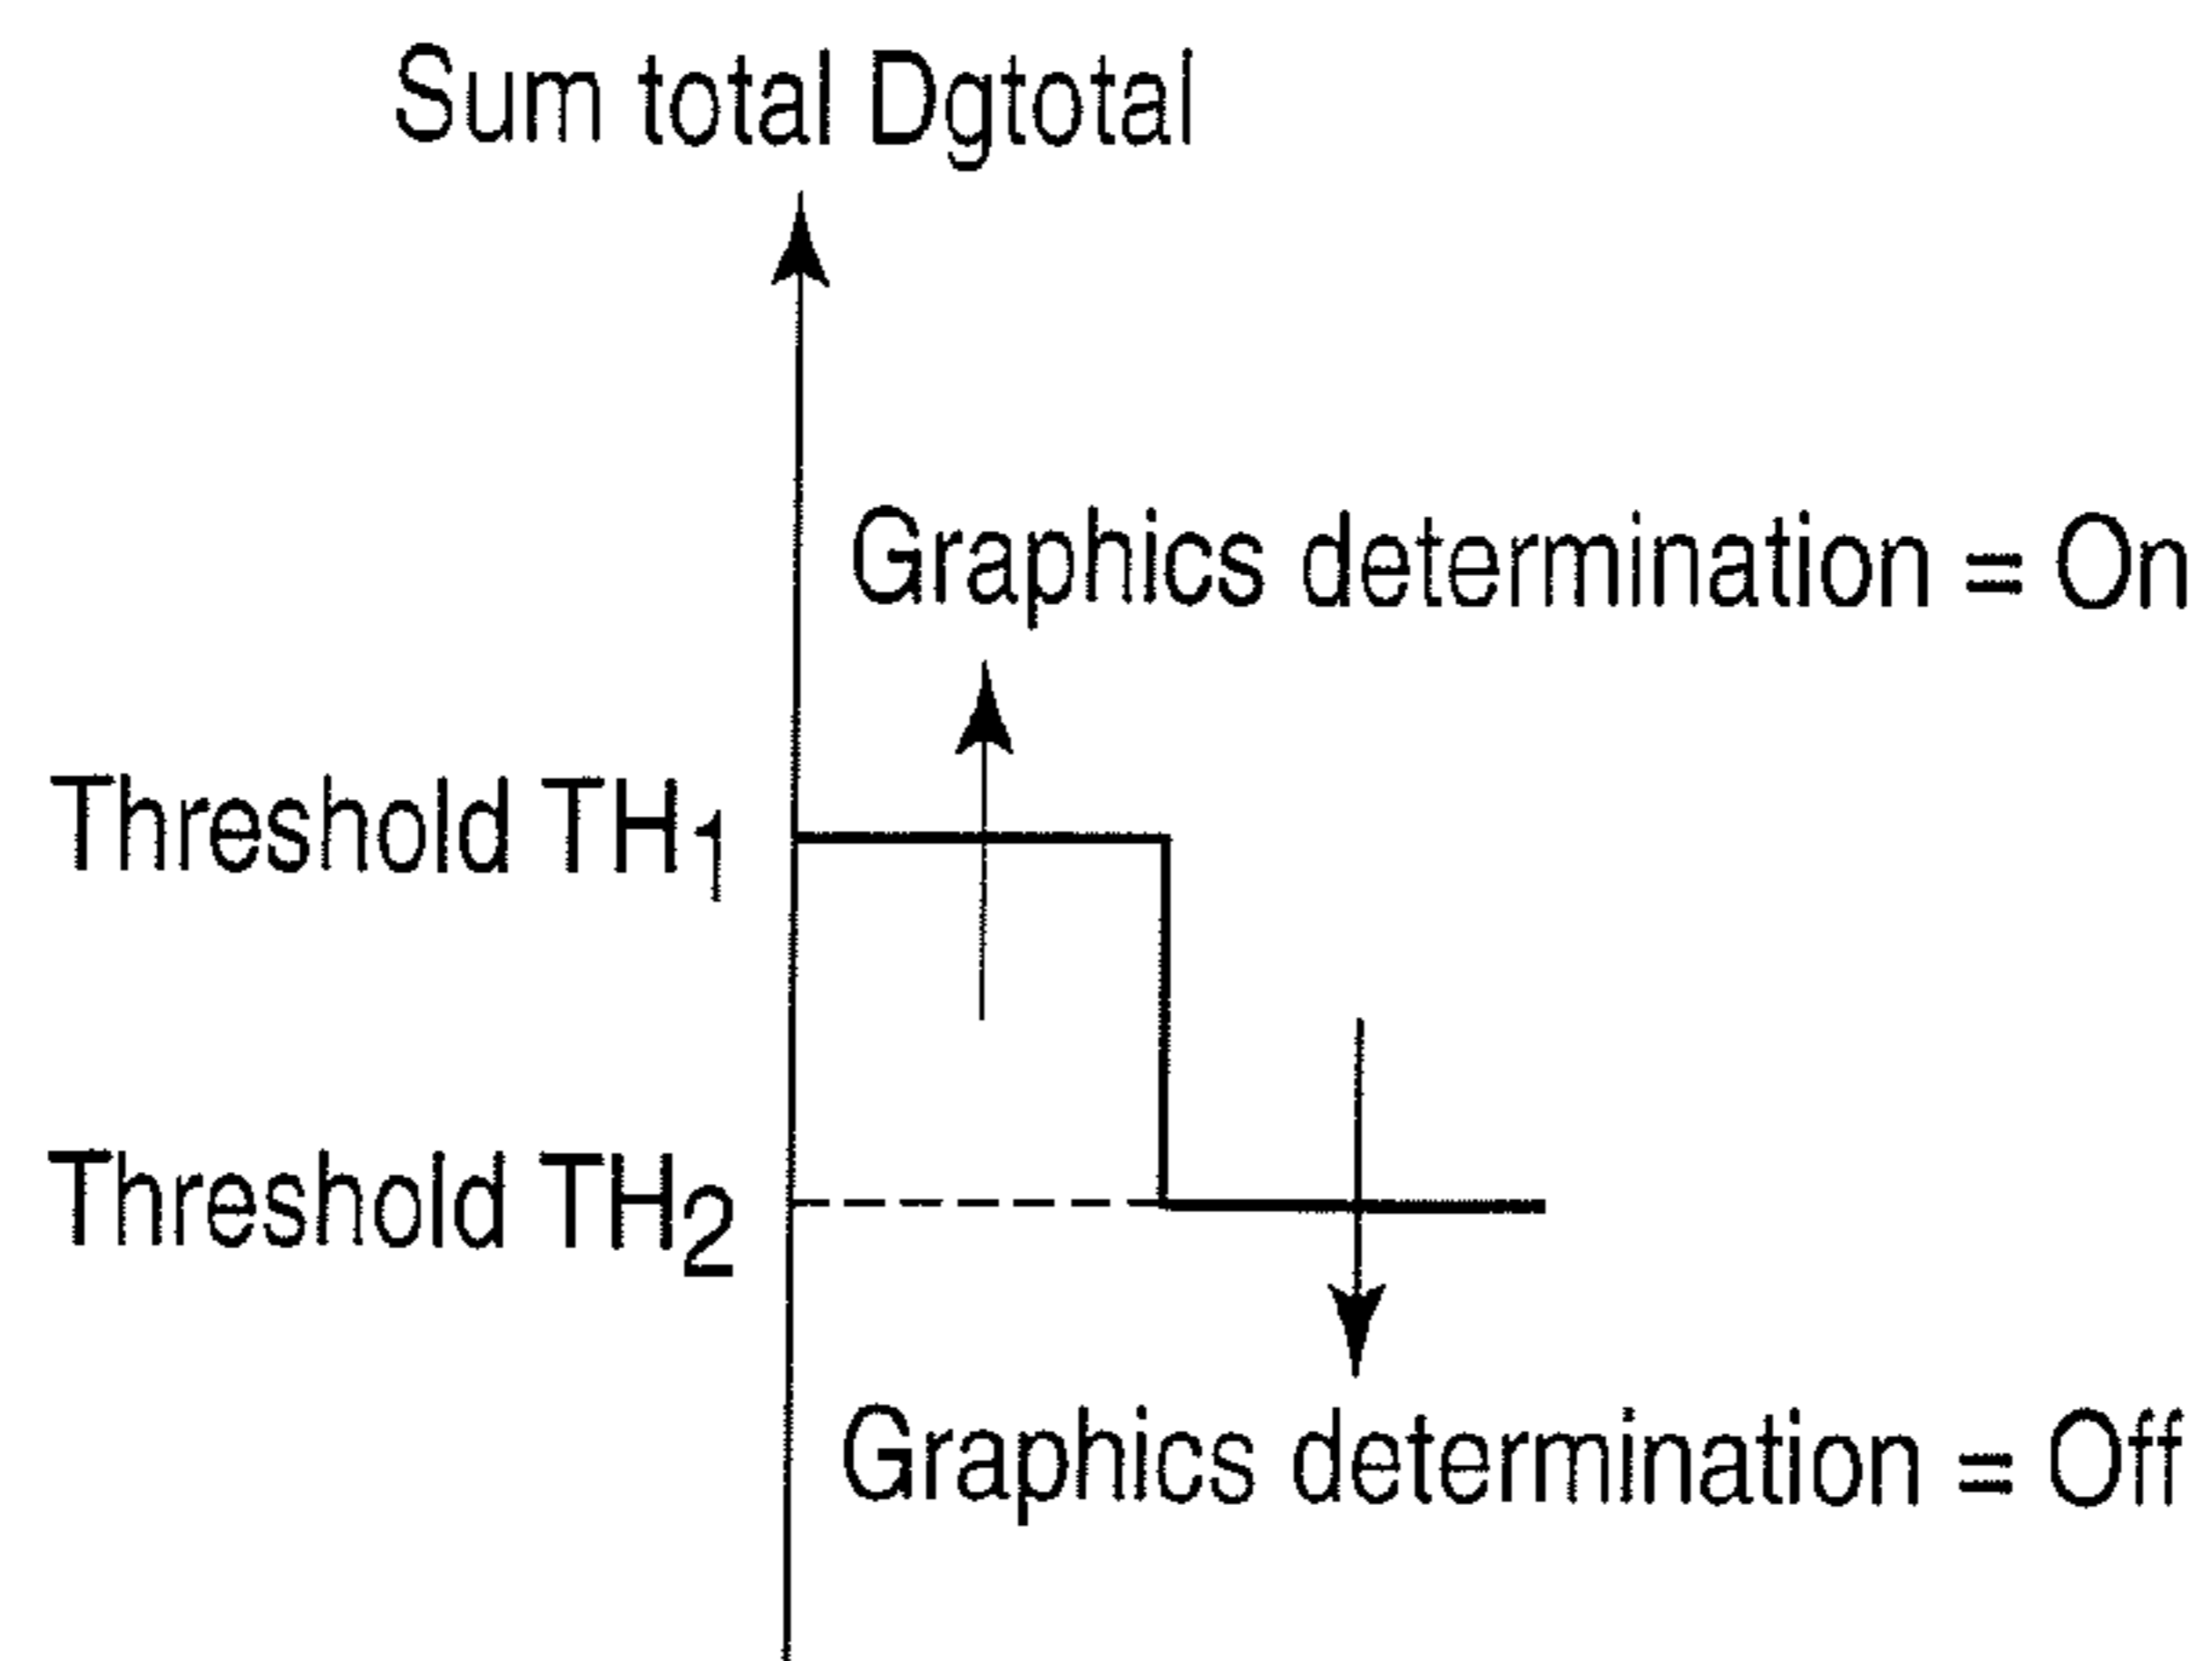 Sum total Dgtotal
Graphics determination = On
Threshold TH1
Threshold TH2
Graphics determination = Off